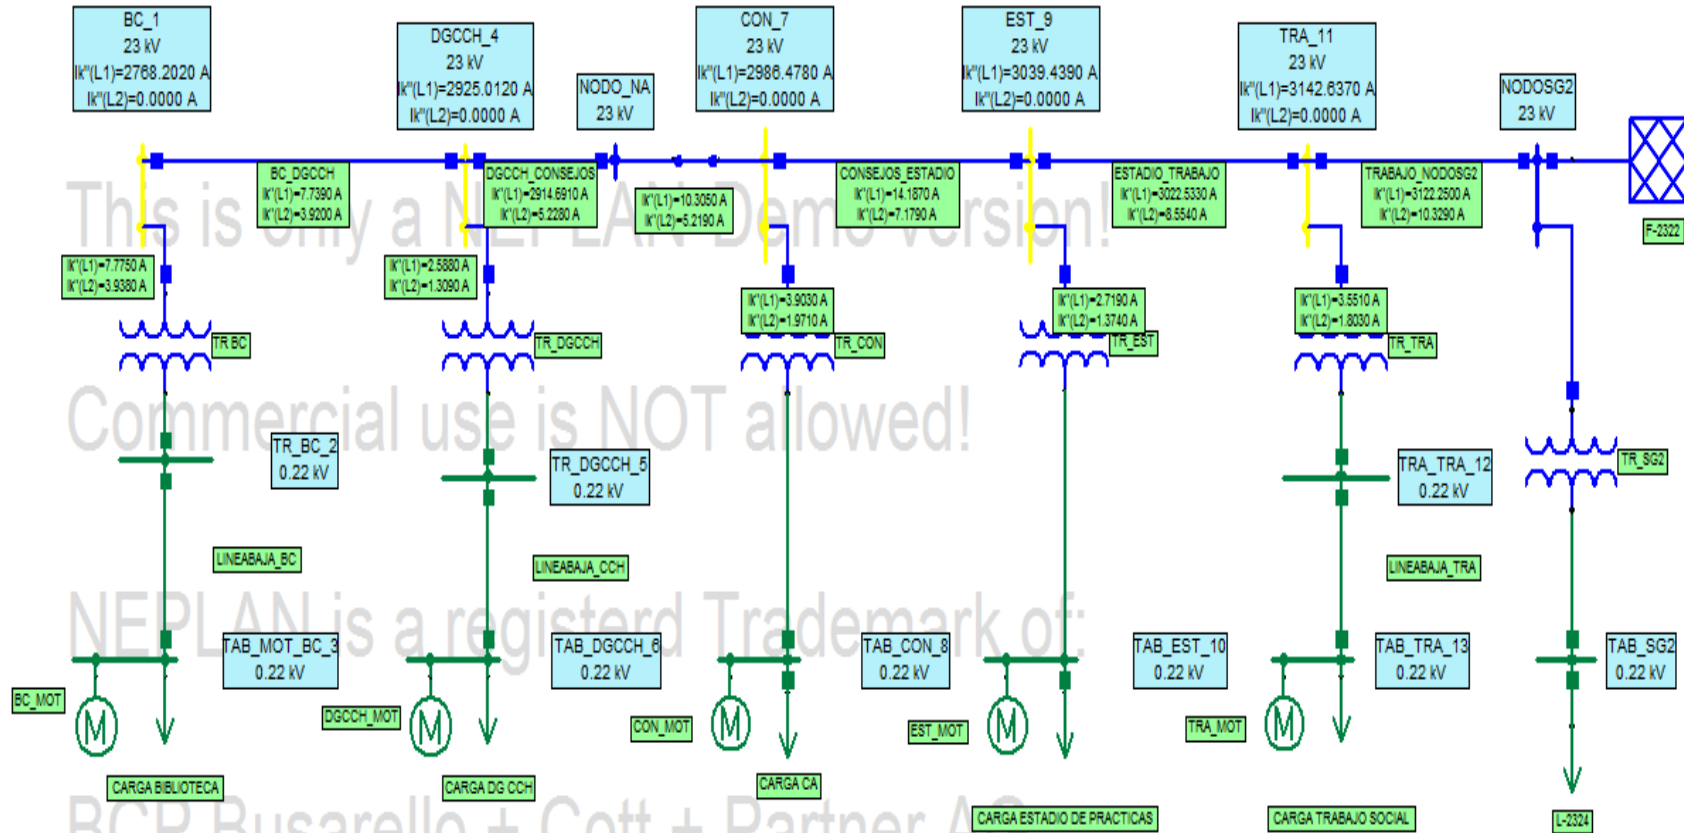 BC_1
23 kV
Ik"(L1)=2768.2020 A
Ik"(L2)=0.0000 A
DGCCH_4
23 kV
Ik"(L1)=2925.0120 A
Ik"(L2)=0.0000 A
NODO_NA
23 kV
CON_7
23 kV
Ik"(L1)=2986.4780 A
Ik"(L2)=0.0000 A
EST_9
23 kV
Ik"(L1)=3039.4390 A
Ik"(L2)=0.0000 A
TRA_11
23 kV
Ik"(L1)=3142.6370 A
Ik"(L2)=0.0000 A
NODOSG2
23 kV
BC_DGCCH
Ik"(L1)=7.7390 A
Ik"(L2)=3.9200 A
DGCCH_CONSEJOS
Ik"(L1)=2914.6910 A
Ik"(L2)=5.2280 A
Ik"(L1)=10.3050 A
Ik"(L2)=5.2190 A
CONSEJOS_ESTADIO
Ik"(L1)=14.1870 A
Ik"(L2)=7.1790 A
ESTADIO_TRABAJO
Ik"(L1)=3022.5330 A
Ik"(L2)=8.5540 A
TRABAJO_NODOSG2
Ik"(L1)=3122.2500 A
Ik"(L2)=10.3290 A
F-2322
This is only a NEPLAN Demo version!
Ik"(L1)=7.7750 A
Ik"(L2)=3.9380 A
Ik"(L1)=2.5880 A
Ik"(L2)=1.3090 A
Ik"(L1)=3.9030 A
Ik"(L2)=1.9710 A
Ik"(L1)=2.7190 A
Ik"(L2)=1.3740 A
Ik"(L1)=3.5510 A
Ik"(L2)=1.8030 A
TR BC
TR_DGCCH
TR_CON
TR_EST
TR_TRA
Commercial use is NOT allowed!
TR_BC_2
0.22 kV
TR_DGCCH_5
0.22 kV
TRA_TRA_12
0.22 kV
TR_SG2
LINEABAJA_BC
LINEABAJA_CCH
LINEABAJA_TRA
NEPLAN is a registerd Trademark of:
TAB_MOT_BC_3
0.22 kV
TAB_DGCCH_6
0.22 kV
TAB_CON_8
0.22 kV
TAB_EST_10
0.22 kV
TAB_TRA_13
0.22 kV
TAB_SG2
0.22 kV
BC_MOT
M
DGCCH_MOT
M
CON_MOT
M
EST_MOT
M
TRA_MOT
M
CARGA BIBLIOTECA
CARGA DG CCH
CARGA CA
CARGA ESTADIO DE PRACTICAS
CARGA TRABAJO SOCIAL
L-2324
BCP Busarello + Cott + Partner AG